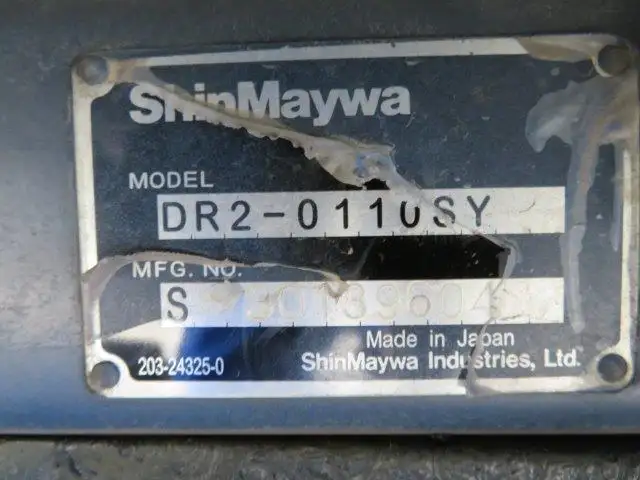 ShinMaywa
MODEL
DR2-0110SY
MFG. NO.
S
Made in Japan
203-24325-0
ShinMaywa Industries, Ltd.